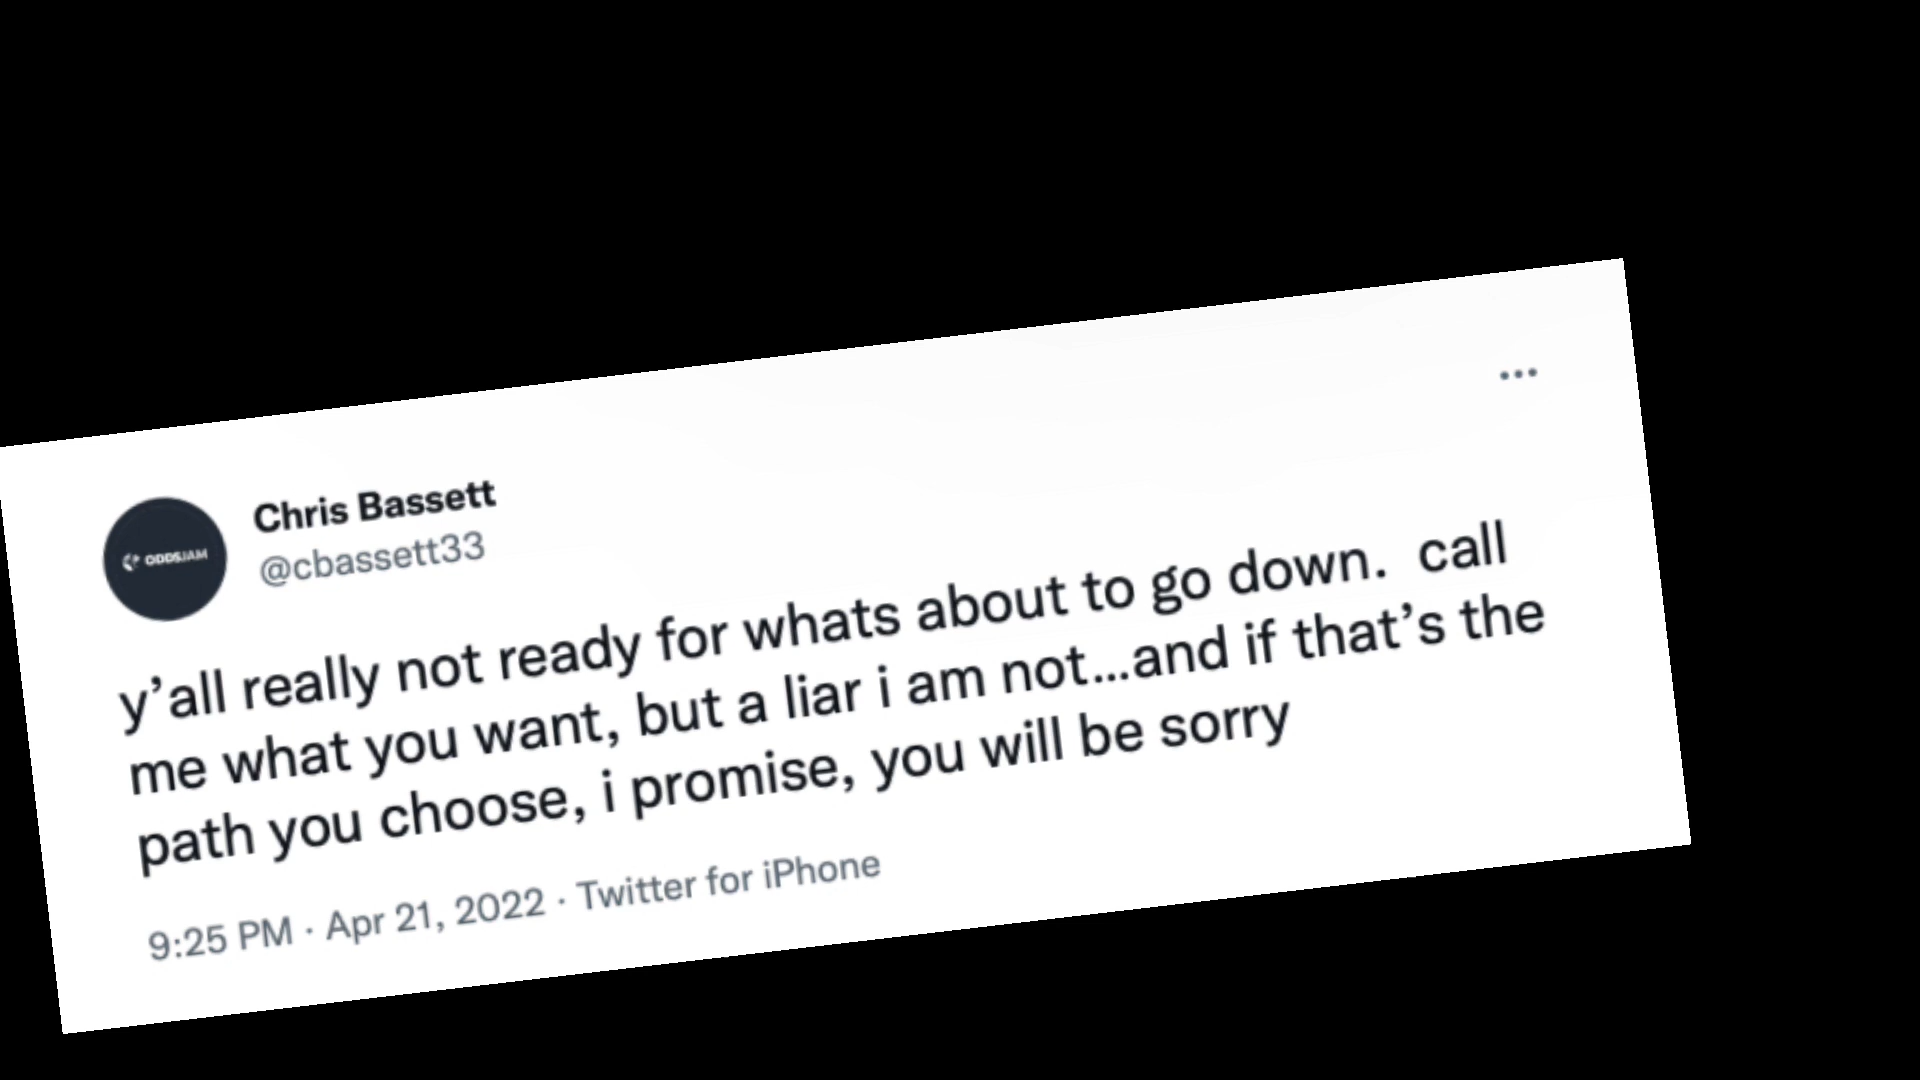 Chris Bassett
@cbassett33
ODDSJAM
y’all really not ready for whats about to go down.  call
me what you want, but a liar i am not...and if that’s the
path you choose, i promise, you will be sorry
9:25 PM · Apr 21, 2022 · Twitter for iPhone